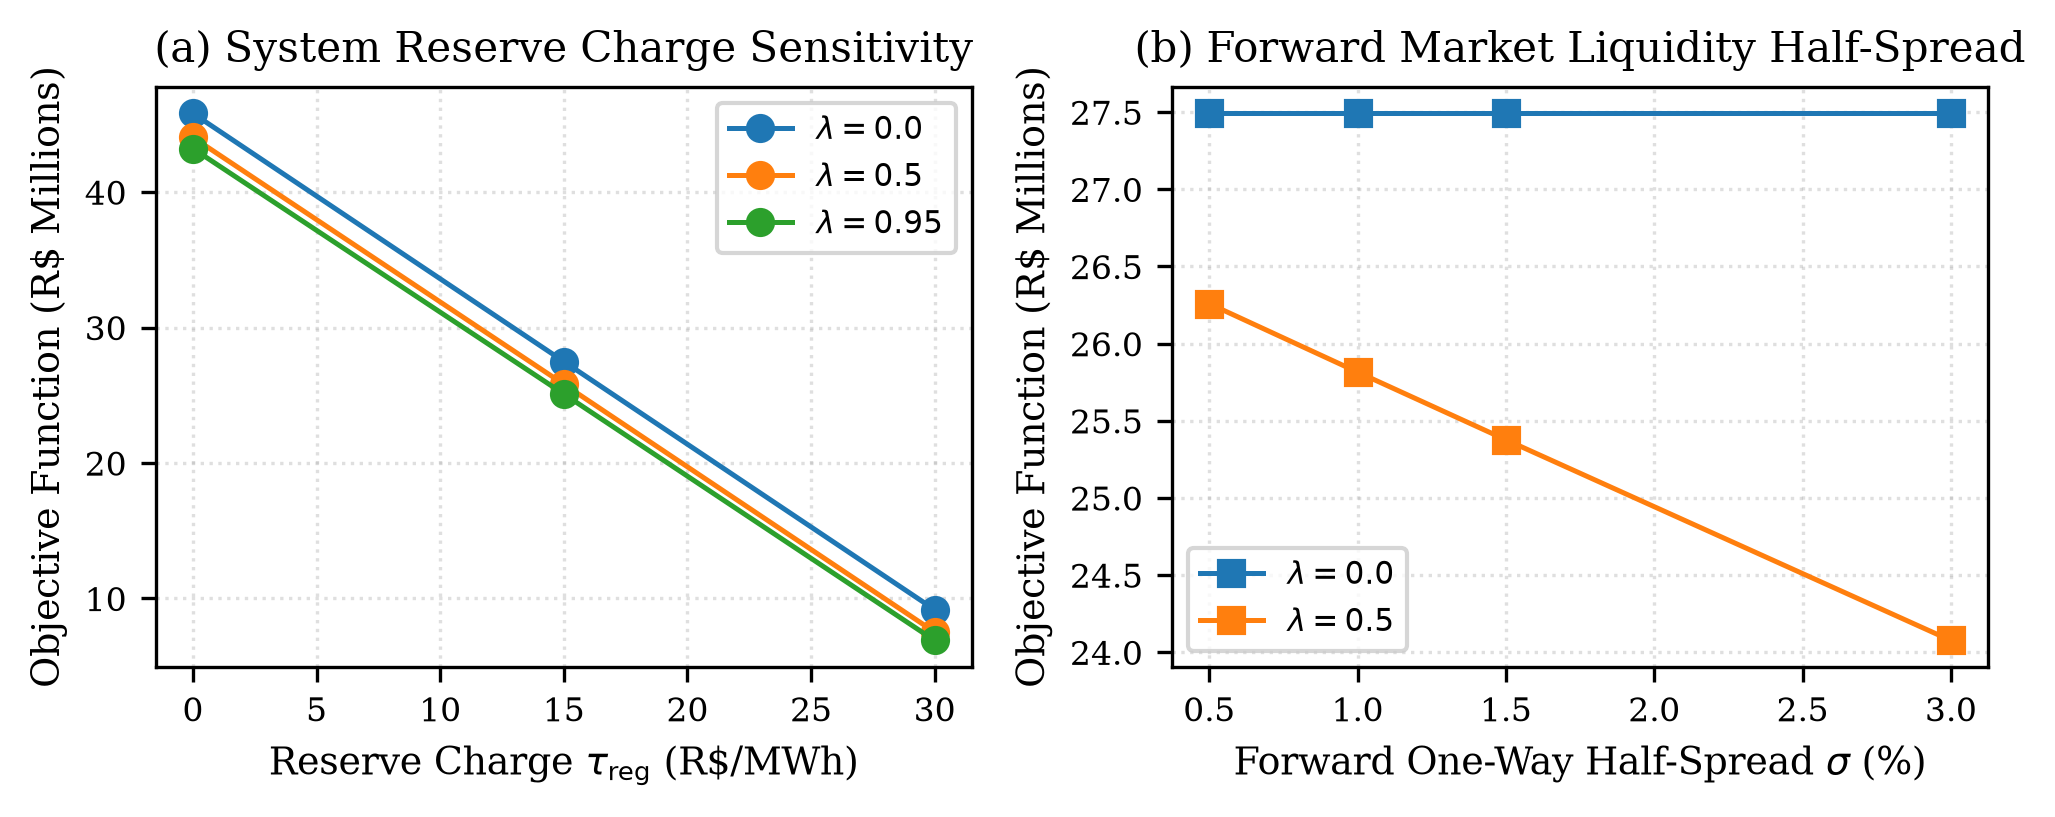 (a) System Reserve Charge Sensitivity
Objective Function (R$ Millions)
40
30
20
10
λ = 0.0
λ = 0.5
λ = 0.95
0 5 10 15 20 25 30
Reserve Charge τreg (R$/MWh)
(b) Forward Market Liquidity Half-Spread
Objective Function (R$ Millions)
27.5
27.0
26.5
26.0
25.5
25.0
24.5
24.0
λ = 0.0
λ = 0.5
0.5 1.0 1.5 2.0 2.5 3.0
Forward One-Way Half-Spread σ (%)